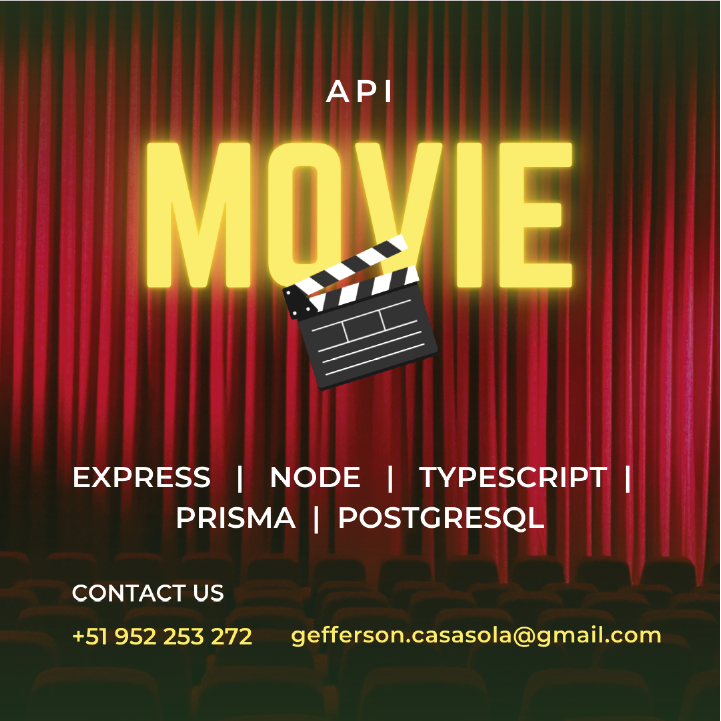 API
MOVIE
EXPRESS | NODE | TYPESCRIPT |
PRISMA | POSTGRESQL
CONTACT US
+51 952 253 272 gefferson.casasola@gmail.com